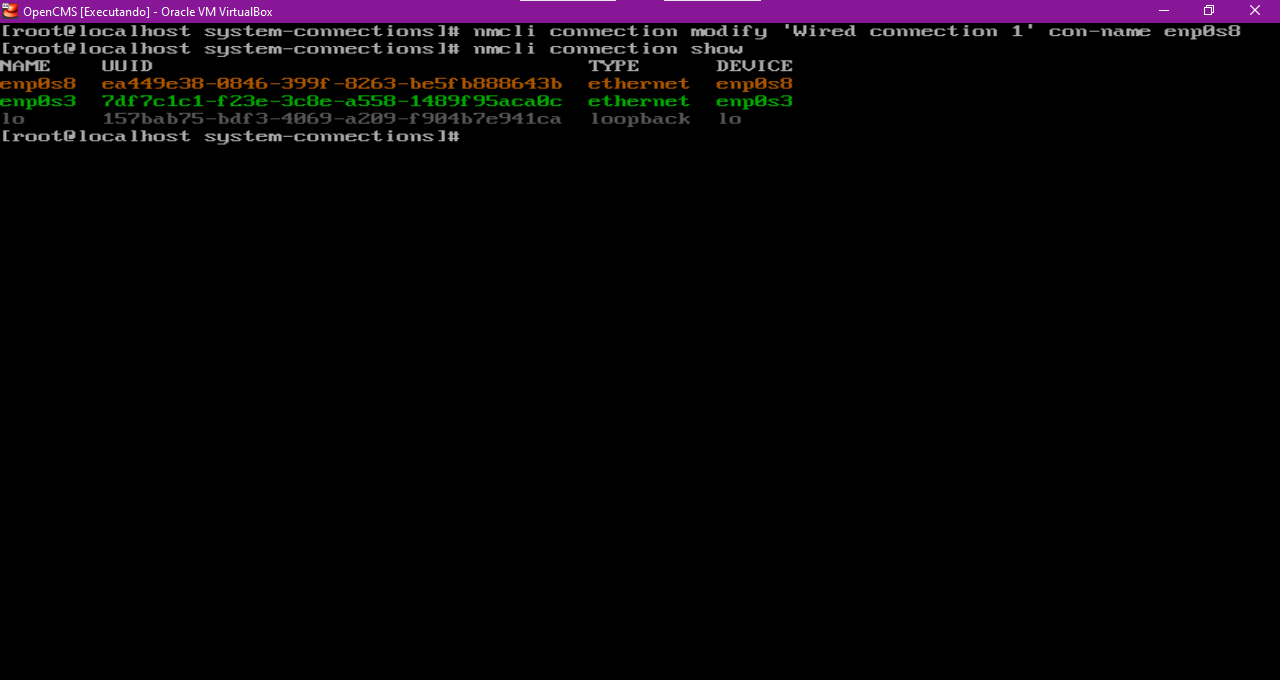 OpenCMS [Executando] - Oracle VM VirtualBox
[root@localhost system-connections]# nmcli connection modify 'Wired connection 1' con-name enp0s8
[root@localhost system-connections]# nmcli connection show
NAME UUID TYPE DEVICE
enp0s8 ea449e38-0846-399f-8263-be5fb888643b ethernet enp0s8
enp0s3 7df7c1c1-f23e-3c8e-a558-1489f95aca0c ethernet enp0s3
lo 157bab75-bdf3-4069-a209-f904b7e941ca loopback lo
[root@localhost system-connections]#